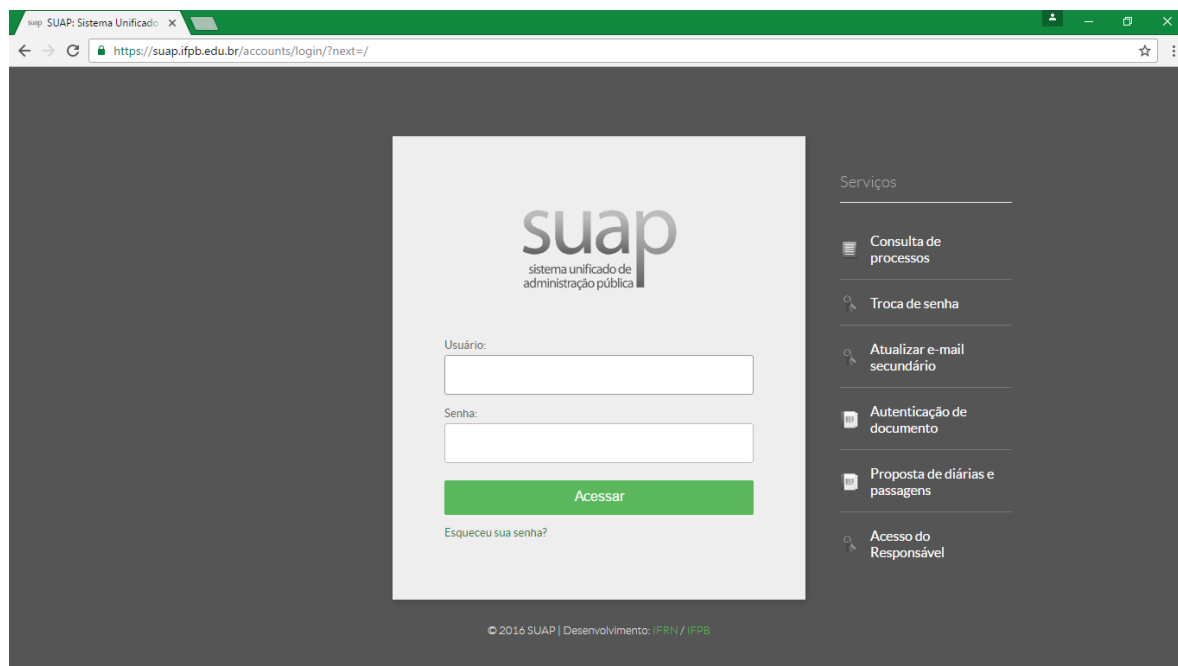 suap SUAP: Sistema Unificado
https://suap.ifpb.edu.br/accounts/login/?next=/
suap
sistema unificado de
administração pública
Usuário:
Senha:
Acessar
Esqueceu sua senha?
Serviços
Consulta de
processos
Troca de senha
Atualizar e-mail
secundário
Autenticação de
documento
Proposta de diárias e
passagens
Acesso do
Responsável
© 2016 SUAP | Desenvolvimento: IFRN / IFPB